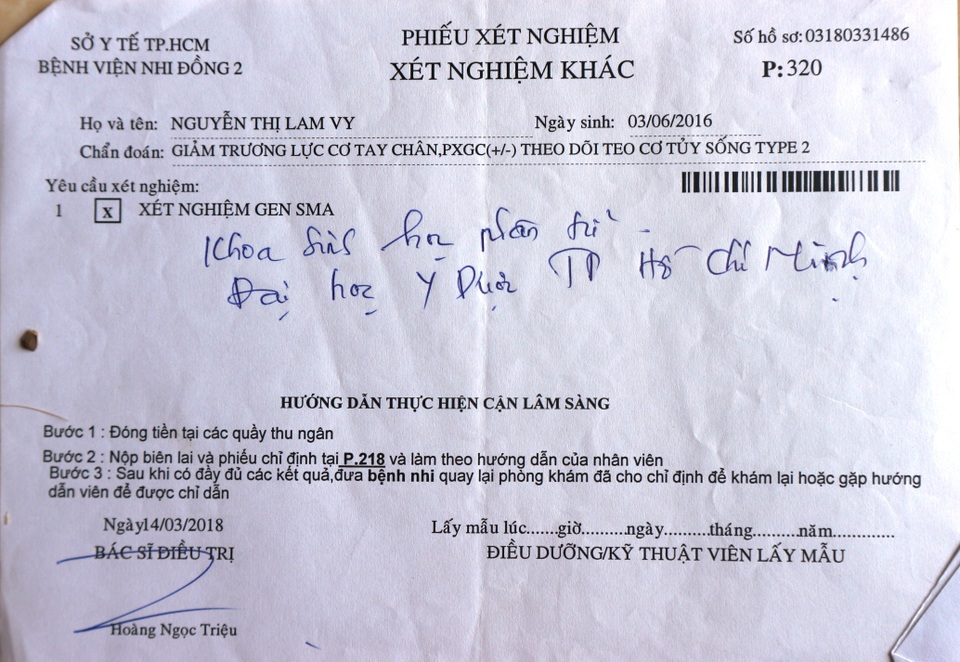 SỞ Y TẾ TP.HCM
BỆNH VIỆN NHI ĐỒNG 2
PHIẾU XÉT NGHIỆM
XÉT NGHIỆM KHÁC
Số hồ sơ: 03180331486
P: 320
Họ và tên: NGUYỄN THỊ LAM VY Ngày sinh: 03/06/2016
Chẩn đoán: GIẢM TRƯƠNG LỰC CƠ TAY CHÂN,PXGC(+/-) THEO DÕI TEO CƠ TỦY SỐNG TYPE 2
Yêu cầu xét nghiệm:
1 x XÉT NGHIỆM GEN SMA
Khoa sinh học phân tử
Đại học Y Dược TP Hồ Chí Minh
HƯỚNG DẪN THỰC HIỆN CẬN LÂM SÀNG
Bước 1 : Đóng tiền tại các quầy thu ngân
Bước 2 : Nộp biên lai và phiếu chỉ định tại P.218 và làm theo hướng dẫn của nhân viên
Bước 3 : Sau khi có đầy đủ các kết quả,đưa bệnh nhi quay lại phòng khám đã cho chỉ định để khám lại hoặc gặp hướng
dẫn viên để được chỉ dẫn
Ngày14/03/2018
BÁC SĨ ĐIỀU TRỊ
Hoàng Ngọc Triệu
Lấy mẫu lúc.......giờ..........ngày..........tháng..........năm..............
ĐIỀU DƯỠNG/KỸ THUẬT VIÊN LẤY MẪU